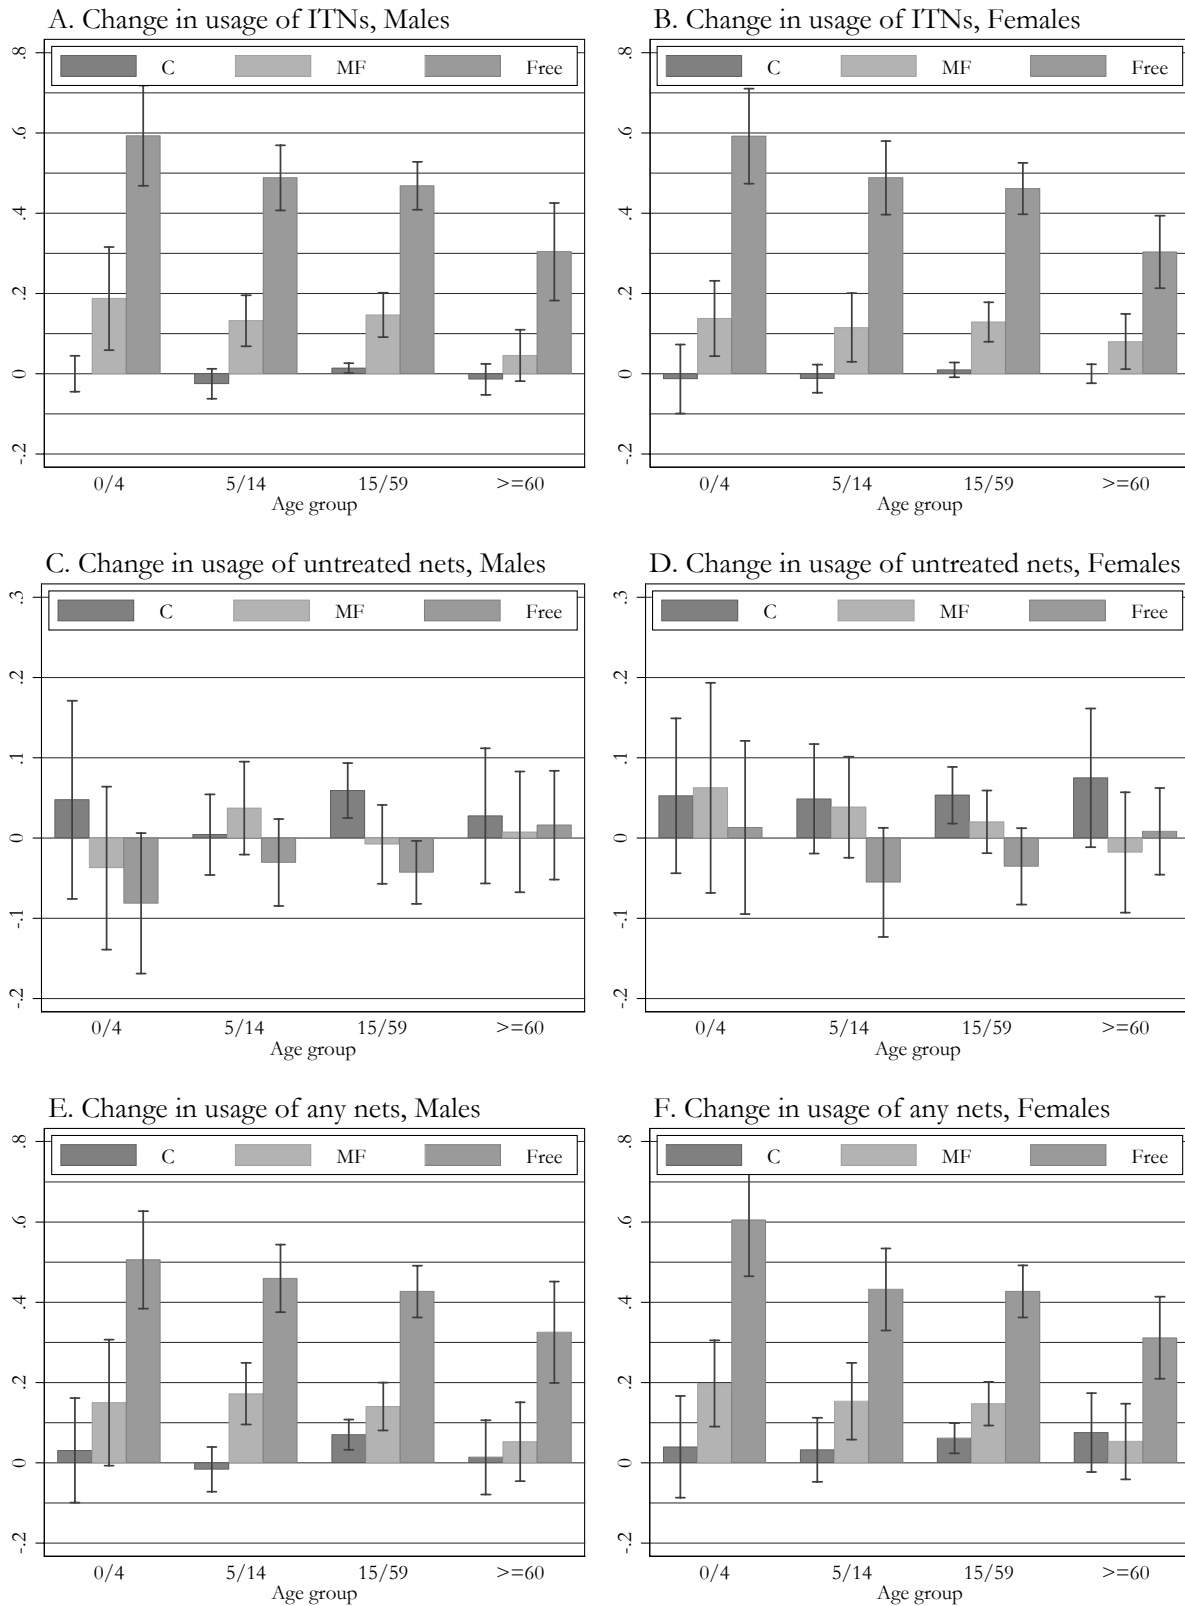 A. Change in usage of ITNs, Males
C MF Free
.8
.6
.4
.2
0
-.2
0/4 5/14 15/59 >=60
Age group
B. Change in usage of ITNs, Females
C MF Free
.8
.6
.4
.2
0
-.2
0/4 5/14 15/59 >=60
Age group
C. Change in usage of untreated nets, Males
C MF Free
.3
.2
.1
0
-.1
-.2
0/4 5/14 15/59 >=60
Age group
D. Change in usage of untreated nets, Females
C MF Free
.3
.2
.1
0
-.1
-.2
0/4 5/14 15/59 >=60
Age group
E. Change in usage of any nets, Males
C MF Free
.8
.6
.4
.2
0
-.2
0/4 5/14 15/59 >=60
Age group
F. Change in usage of any nets, Females
C MF Free
.8
.6
.4
.2
0
-.2
0/4 5/14 15/59 >=60
Age group